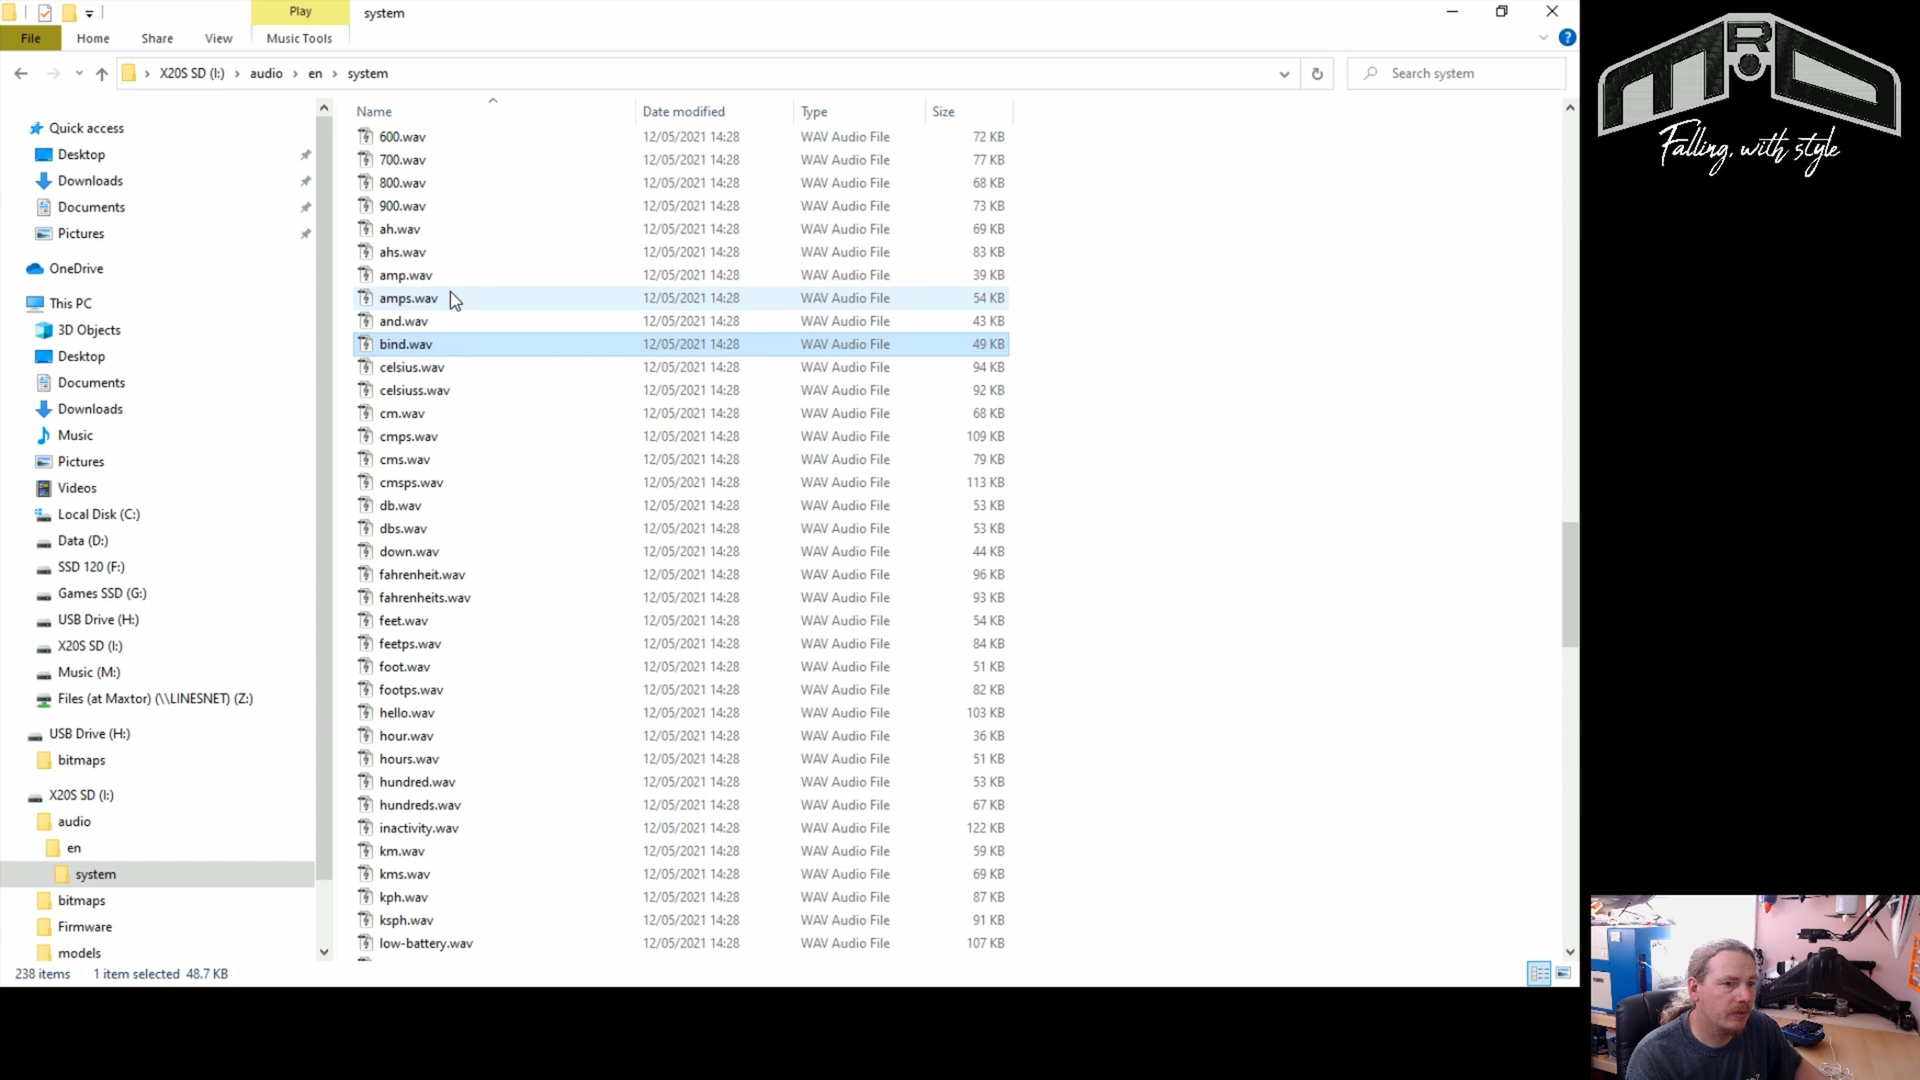 Play
system
File
Home
Share
View
Music Tools
X20S SD (I:) > audio > en > system
Search system
Quick access
Desktop
Downloads
Documents
Pictures
OneDrive
This PC
3D Objects
Desktop
Documents
Downloads
Music
Pictures
Videos
Local Disk (C:)
Data (D:)
SSD 120 (F:)
Games SSD (G:)
USB Drive (H:)
X20S SD (I:)
Music (M:)
Files (at Maxtor) (\\LINESNET) (Z:)
USB Drive (H:)
bitmaps
X20S SD (I:)
audio
en
system
bitmaps
Firmware
models
Name Date modified Type Size
600.wav 12/05/2021 14:28 WAV Audio File 72 KB
700.wav 12/05/2021 14:28 WAV Audio File 77 KB
800.wav 12/05/2021 14:28 WAV Audio File 68 KB
900.wav 12/05/2021 14:28 WAV Audio File 73 KB
ah.wav 12/05/2021 14:28 WAV Audio File 69 KB
ahs.wav 12/05/2021 14:28 WAV Audio File 83 KB
amp.wav 12/05/2021 14:28 WAV Audio File 39 KB
amps.wav 12/05/2021 14:28 WAV Audio File 54 KB
and.wav 12/05/2021 14:28 WAV Audio File 43 KB
bind.wav 12/05/2021 14:28 WAV Audio File 49 KB
celsius.wav 12/05/2021 14:28 WAV Audio File 94 KB
celsiuss.wav 12/05/2021 14:28 WAV Audio File 92 KB
cm.wav 12/05/2021 14:28 WAV Audio File 68 KB
cmps.wav 12/05/2021 14:28 WAV Audio File 109 KB
cms.wav 12/05/2021 14:28 WAV Audio File 79 KB
cmsps.wav 12/05/2021 14:28 WAV Audio File 113 KB
db.wav 12/05/2021 14:28 WAV Audio File 53 KB
dbs.wav 12/05/2021 14:28 WAV Audio File 53 KB
down.wav 12/05/2021 14:28 WAV Audio File 44 KB
fahrenheit.wav 12/05/2021 14:28 WAV Audio File 96 KB
fahrenheits.wav 12/05/2021 14:28 WAV Audio File 93 KB
feet.wav 12/05/2021 14:28 WAV Audio File 54 KB
feetps.wav 12/05/2021 14:28 WAV Audio File 84 KB
foot.wav 12/05/2021 14:28 WAV Audio File 51 KB
footps.wav 12/05/2021 14:28 WAV Audio File 82 KB
hello.wav 12/05/2021 14:28 WAV Audio File 103 KB
hour.wav 12/05/2021 14:28 WAV Audio File 36 KB
hours.wav 12/05/2021 14:28 WAV Audio File 51 KB
hundred.wav 12/05/2021 14:28 WAV Audio File 53 KB
hundreds.wav 12/05/2021 14:28 WAV Audio File 67 KB
inactivity.wav 12/05/2021 14:28 WAV Audio File 122 KB
km.wav 12/05/2021 14:28 WAV Audio File 59 KB
kms.wav 12/05/2021 14:28 WAV Audio File 69 KB
kph.wav 12/05/2021 14:28 WAV Audio File 87 KB
ksph.wav 12/05/2021 14:28 WAV Audio File 91 KB
low-battery.wav 12/05/2021 14:28 WAV Audio File 107 KB
238 items 1 item selected 48.7 KB
Falling, with style